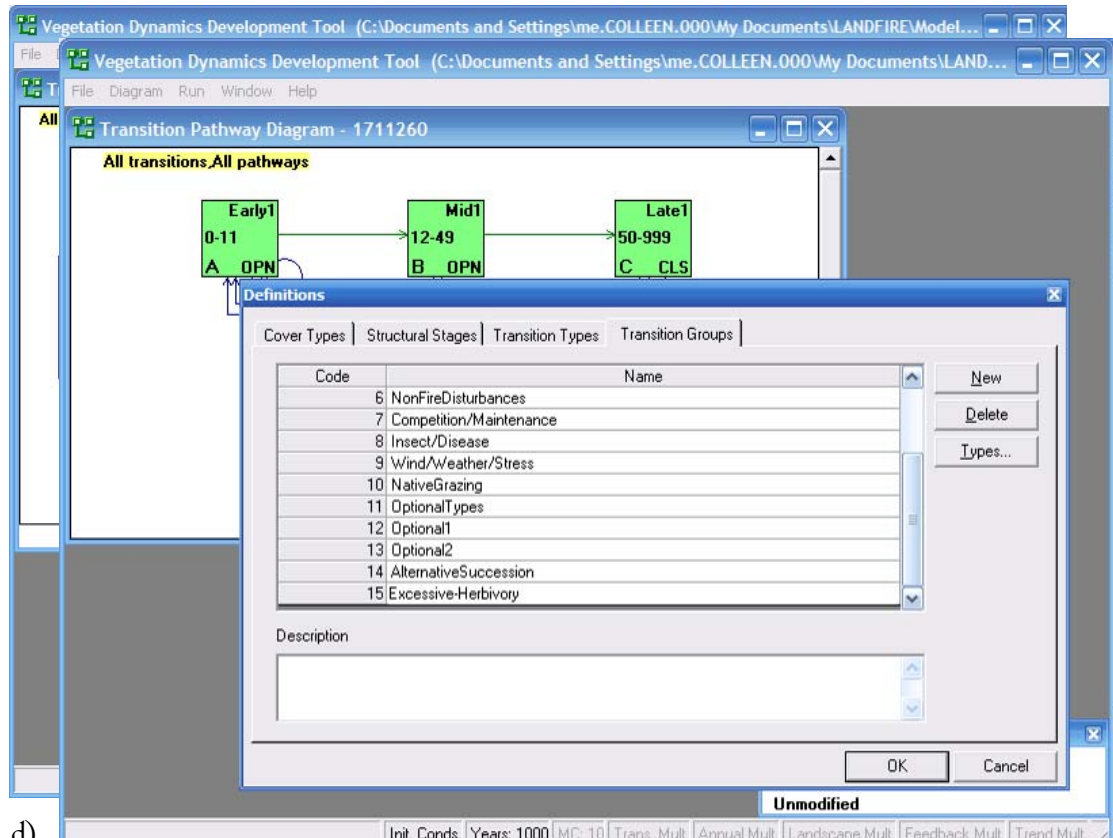 Vegetation Dynamics Development Tool (C:\Documents and Settings\me.COLLEEN.000\My Documents\LANDFIRE\Model...
File
Vegetation Dynamics Development Tool (C:\Documents and Settings\me.COLLEEN.000\My Documents\LAND...
File Diagram Run Window Help
All
Transition Pathway Diagram - 1711260
All transitions,All pathways
Early1 Mid1 Late1
0-11 12-49 50-999
A OPN B OPN C CLS
Definitions
Cover Types Structural Stages Transition Types Transition Groups
Code Name
6 NonFireDisturbances
7 Competition/Maintenance
8 Insect/Disease
9 Wind/Weather/Stress
10 NativeGrazing
11 OptionalTypes
12 Optional1
13 Optional2
14 AlternativeSuccession
15 Excessive-Herbivory
New
Delete
Types...
Description
OK Cancel
Unmodified
Init. Conds. Years: 1000 MC: 10 Trans. Mult Annual Mult Landscape Mult Feedback Mult Trend Mult
d)